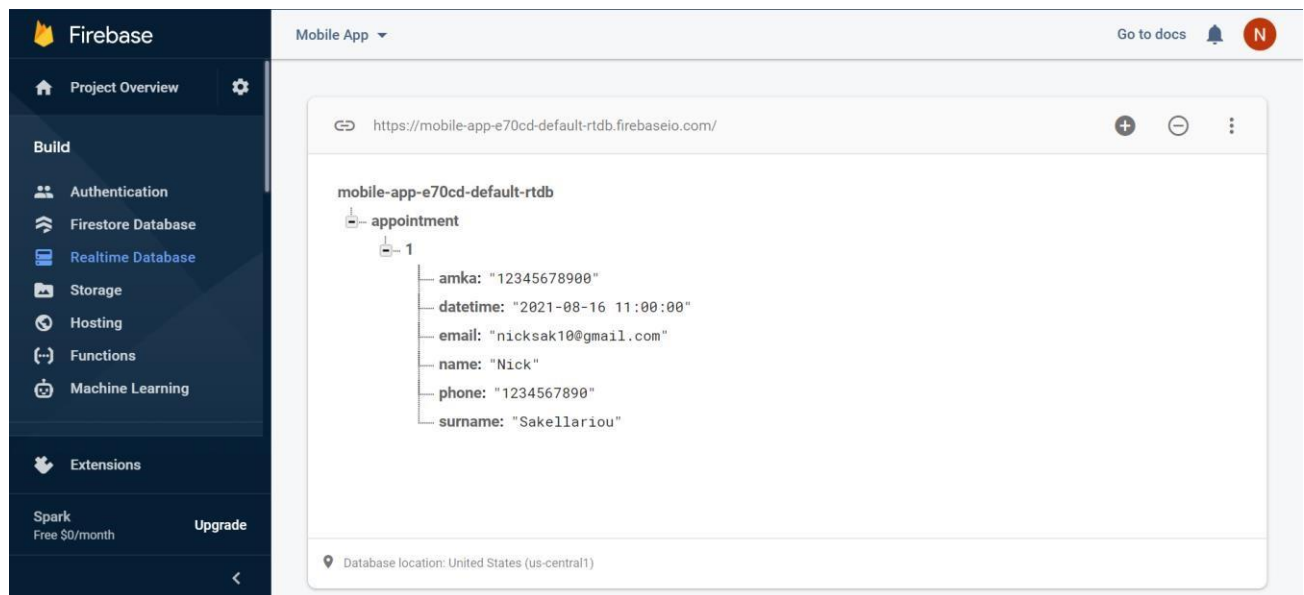 Firebase
Mobile App
Go to docs
N
Project Overview
https://mobile-app-e70cd-default-rtdb.firebaseio.com/
Build
Authentication
Firestore Database
Realtime Database
Storage
Hosting
Functions
Machine Learning
Extensions
Spark
Free $0/month
Upgrade
mobile-app-e70cd-default-rtdb
appointment
1
amka: "12345678900"
datetime: "2021-08-16 11:00:00"
email: "nicksak10@gmail.com"
name: "Nick"
phone: "1234567890"
surname: "Sakellariou"
Database location: United States (us-central1)